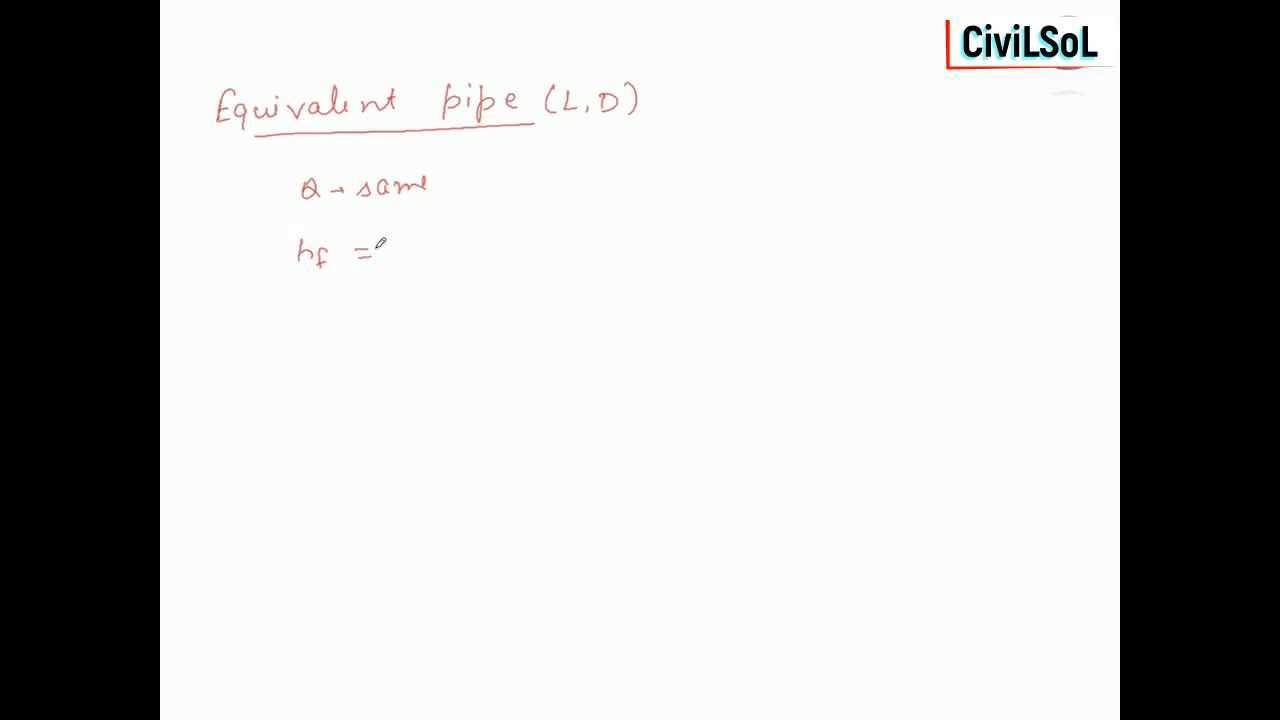 CiviLSoL
Equivalent pipe (L, D)
Q → same
hf =